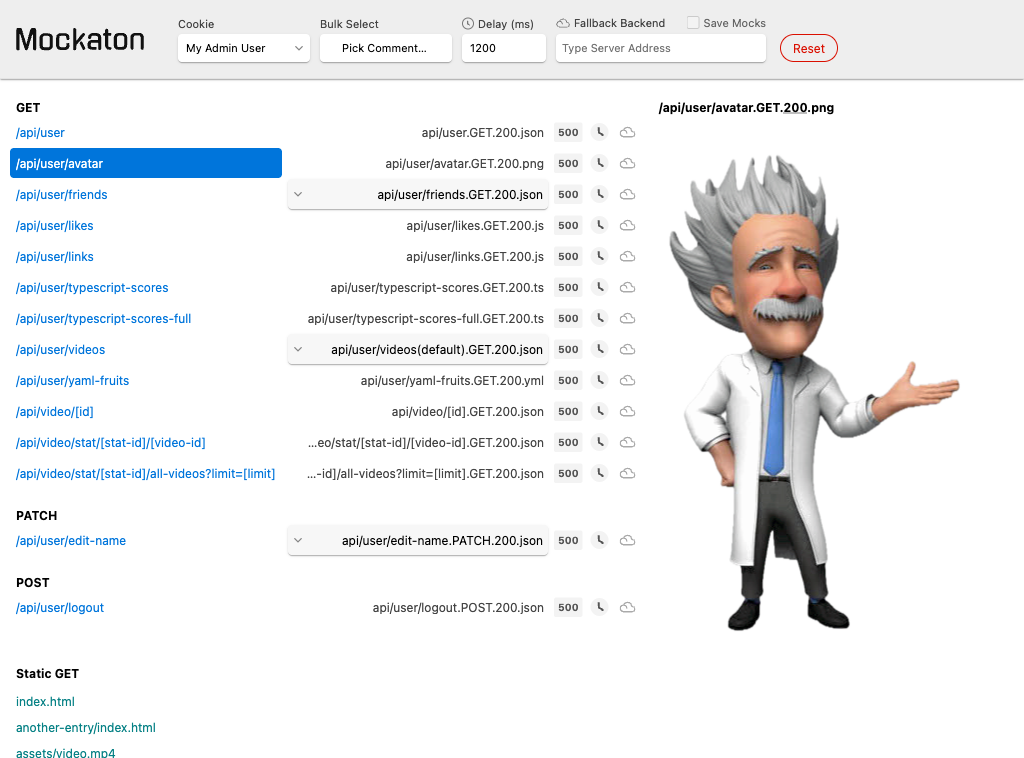 Mockaton
Cookie
My Admin User
Bulk Select
Pick Comment…
Delay (ms)
1200
Fallback Backend
Save Mocks
Type Server Address
Reset
GET
/api/user api/user.GET.200.json 500
/api/user/avatar api/user/avatar.GET.200.png 500
/api/user/friends api/user/friends.GET.200.json 500
/api/user/likes api/user/likes.GET.200.js 500
/api/user/links api/user/links.GET.200.js 500
/api/user/typescript-scores api/user/typescript-scores.GET.200.ts 500
/api/user/typescript-scores-full api/user/typescript-scores-full.GET.200.ts 500
/api/user/videos api/user/videos(default).GET.200.json 500
/api/user/yaml-fruits api/user/yaml-fruits.GET.200.yml 500
/api/video/[id] api/video/[id].GET.200.json 500
/api/video/stat/[stat-id]/[video-id] …eo/stat/[stat-id]/[video-id].GET.200.json 500
/api/video/stat/[stat-id]/all-videos?limit=[limit] …-id]/all-videos?limit=[limit].GET.200.json 500
PATCH
/api/user/edit-name api/user/edit-name.PATCH.200.json 500
POST
/api/user/logout api/user/logout.POST.200.json 500
Static GET
index.html
another-entry/index.html
assets/video.mp4
/api/user/avatar.GET.200.png